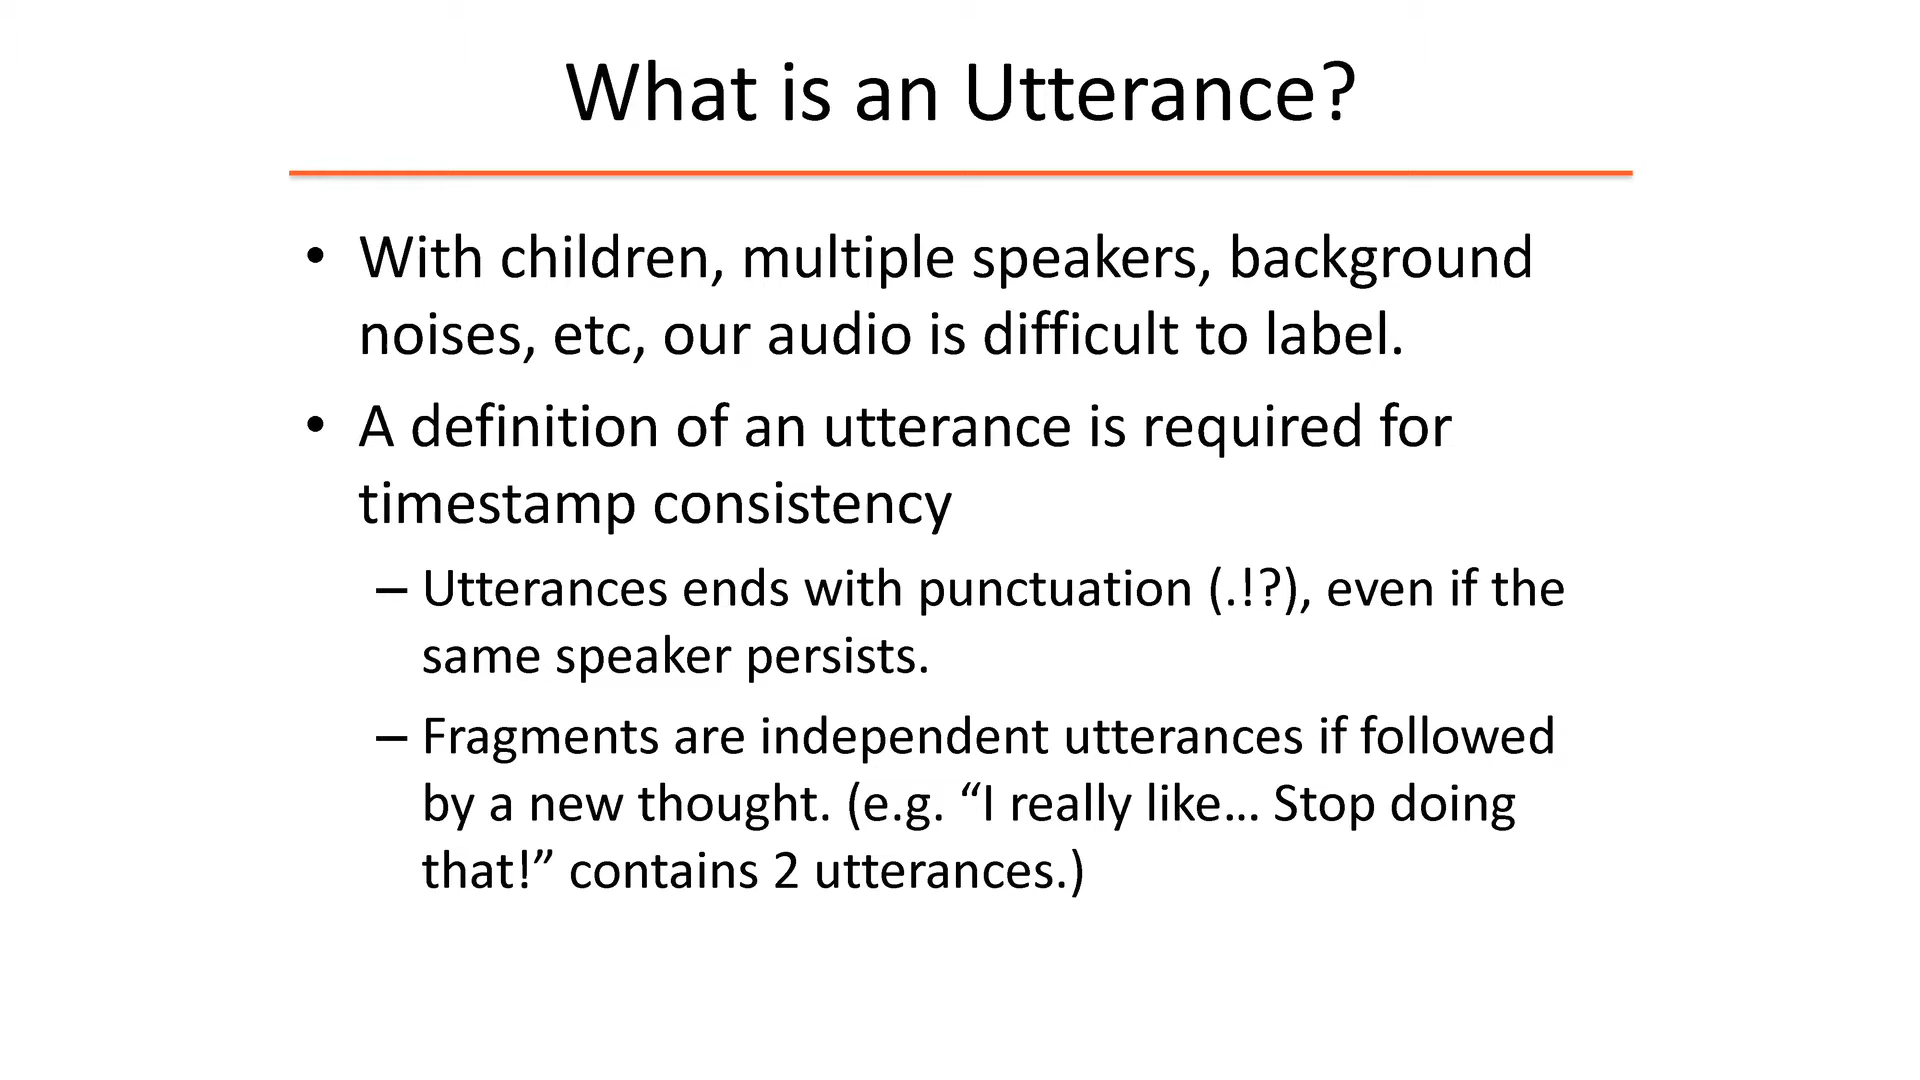 What is an Utterance?
• With children, multiple speakers, background
noises, etc, our audio is difficult to label.
• A definition of an utterance is required for
timestamp consistency
– Utterances ends with punctuation (.!?), even if the
same speaker persists.
– Fragments are independent utterances if followed
by a new thought. (e.g. “I really like… Stop doing
that!” contains 2 utterances.)